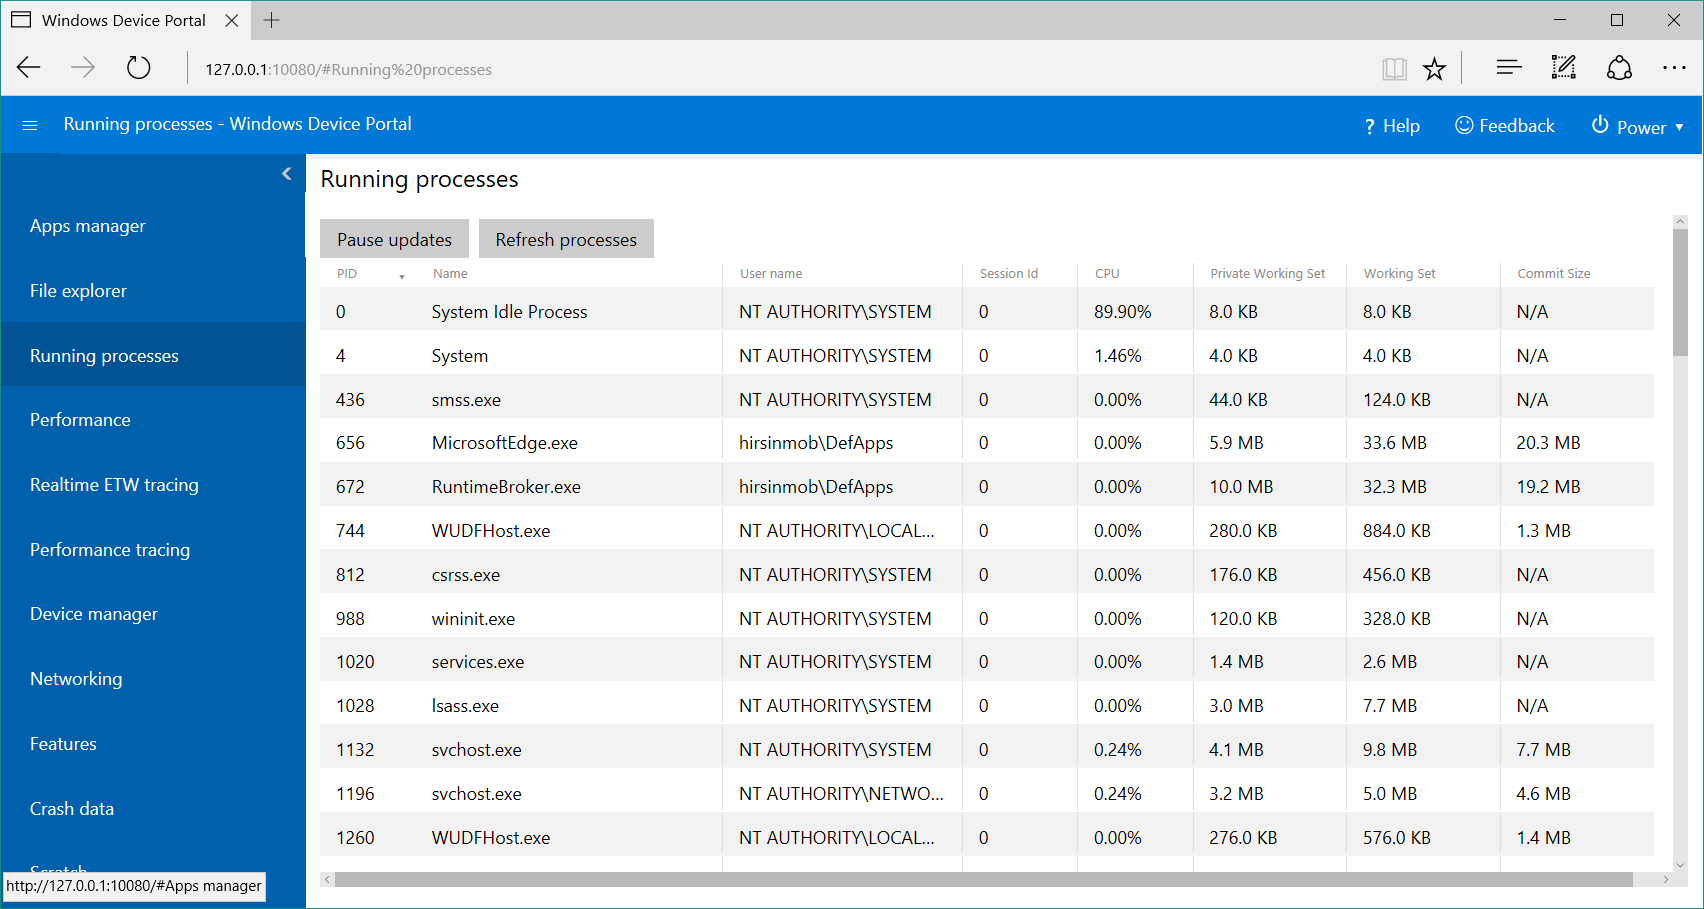 Windows Device Portal
127.0.0.1:10080/#Running%20processes
Running processes - Windows Device Portal
? Help
Feedback
Power
Apps manager
File explorer
Running processes
Performance
Realtime ETW tracing
Performance tracing
Device manager
Networking
Features
Crash data
Scratch
http://127.0.0.1:10080/#Apps manager
Running processes
Pause updates Refresh processes
PID Name User name Session Id CPU Private Working Set Working Set Commit Size
0 System Idle Process NT AUTHORITY\SYSTEM 0 89.90% 8.0 KB 8.0 KB N/A
4 System NT AUTHORITY\SYSTEM 0 1.46% 4.0 KB 4.0 KB N/A
436 smss.exe NT AUTHORITY\SYSTEM 0 0.00% 44.0 KB 124.0 KB N/A
656 MicrosoftEdge.exe hirsinmob\DefApps 0 0.00% 5.9 MB 33.6 MB 20.3 MB
672 RuntimeBroker.exe hirsinmob\DefApps 0 0.00% 10.0 MB 32.3 MB 19.2 MB
744 WUDFHost.exe NT AUTHORITY\LOCAL... 0 0.00% 280.0 KB 884.0 KB 1.3 MB
812 csrss.exe NT AUTHORITY\SYSTEM 0 0.00% 176.0 KB 456.0 KB N/A
988 wininit.exe NT AUTHORITY\SYSTEM 0 0.00% 120.0 KB 328.0 KB N/A
1020 services.exe NT AUTHORITY\SYSTEM 0 0.00% 1.4 MB 2.6 MB N/A
1028 lsass.exe NT AUTHORITY\SYSTEM 0 0.00% 3.0 MB 7.7 MB N/A
1132 svchost.exe NT AUTHORITY\SYSTEM 0 0.24% 4.1 MB 9.8 MB 7.7 MB
1196 svchost.exe NT AUTHORITY\NETWO... 0 0.24% 3.2 MB 5.0 MB 4.6 MB
1260 WUDFHost.exe NT AUTHORITY\LOCAL... 0 0.00% 276.0 KB 576.0 KB 1.4 MB